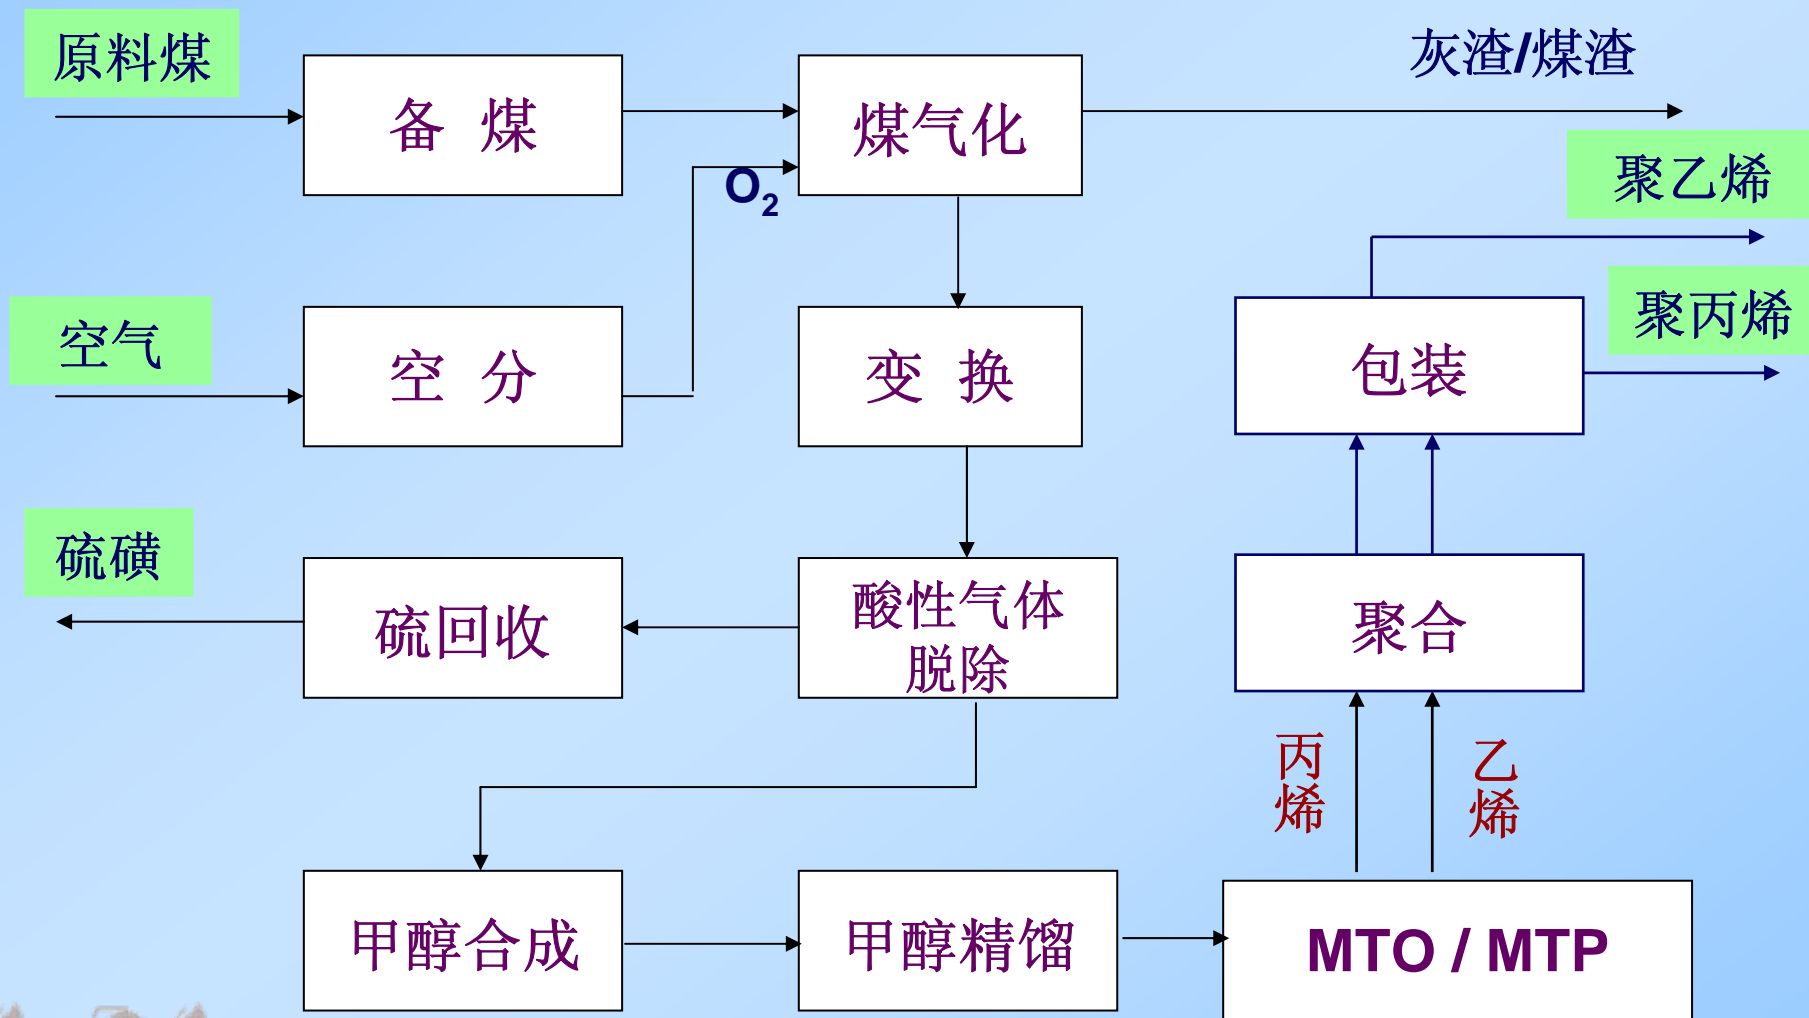 原料煤
备 煤
煤气化
灰渣/煤渣
O2
聚乙烯
空气
空 分
变 换
包装
聚丙烯
硫磺
硫回收
酸性气体
脱除
聚合
丙烯
乙烯
甲醇合成
甲醇精馏
MTO / MTP